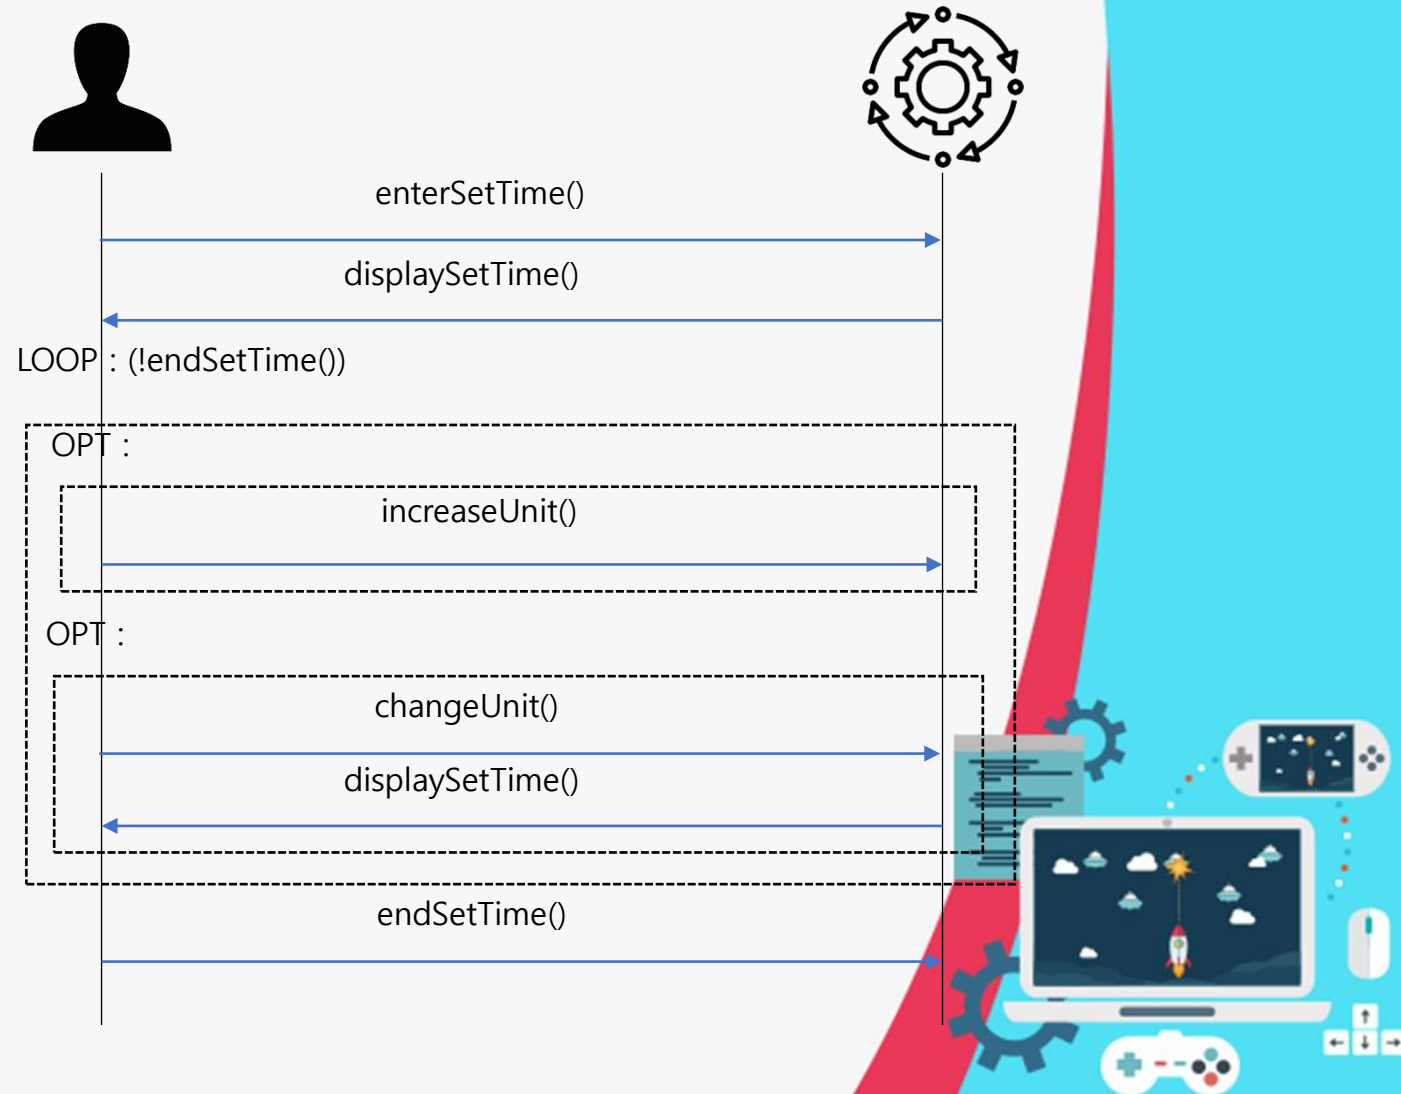 enterSetTime()
displaySetTime()
LOOP : (!endSetTime())
OPT :
increaseUnit()
OPT :
changeUnit()
displaySetTime()
endSetTime()